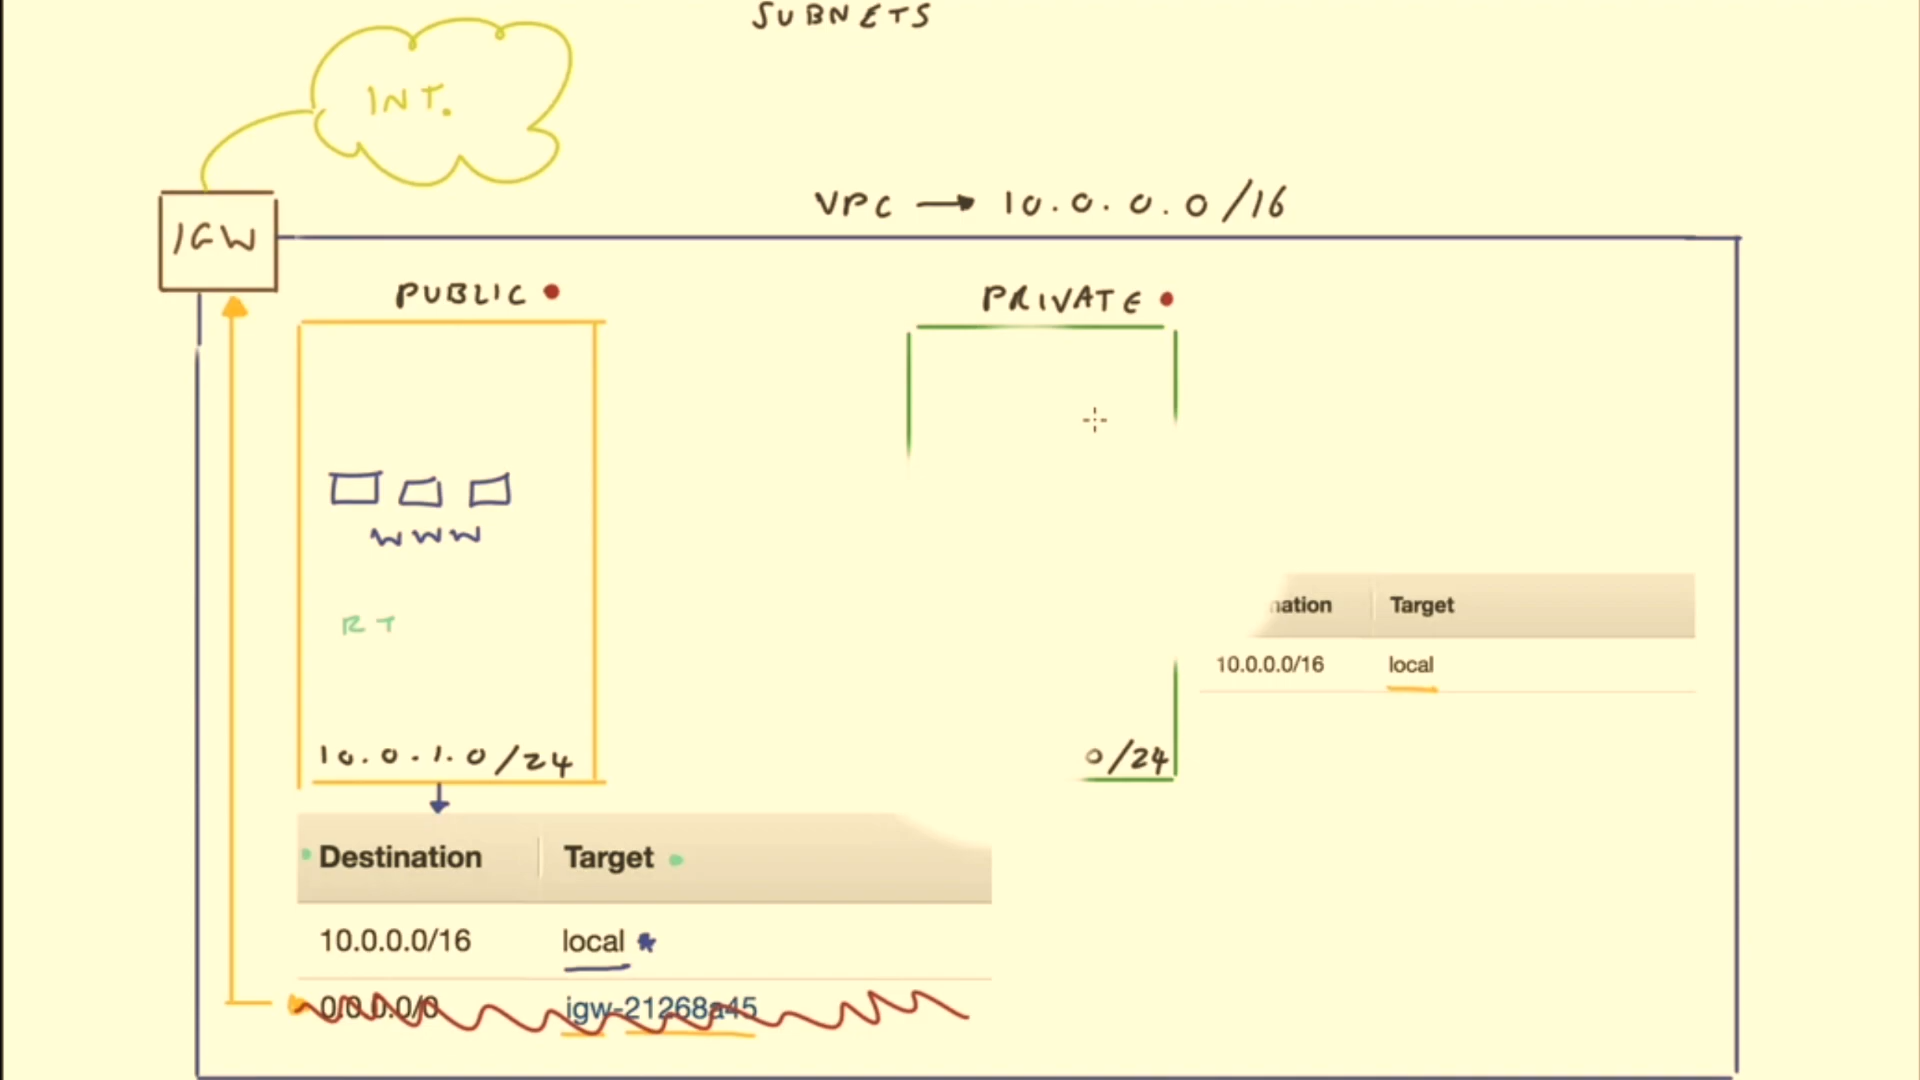 SUBNETS
INT.
VPC → 10.0.0.0/16
IGW
PUBLIC
PRIVATE
WWW
RT
10.0.1.0/24
0/24
nation Target
10.0.0.0/16 local
Destination Target
10.0.0.0/16 local *
0.0.0.0/0 igw-21268a45